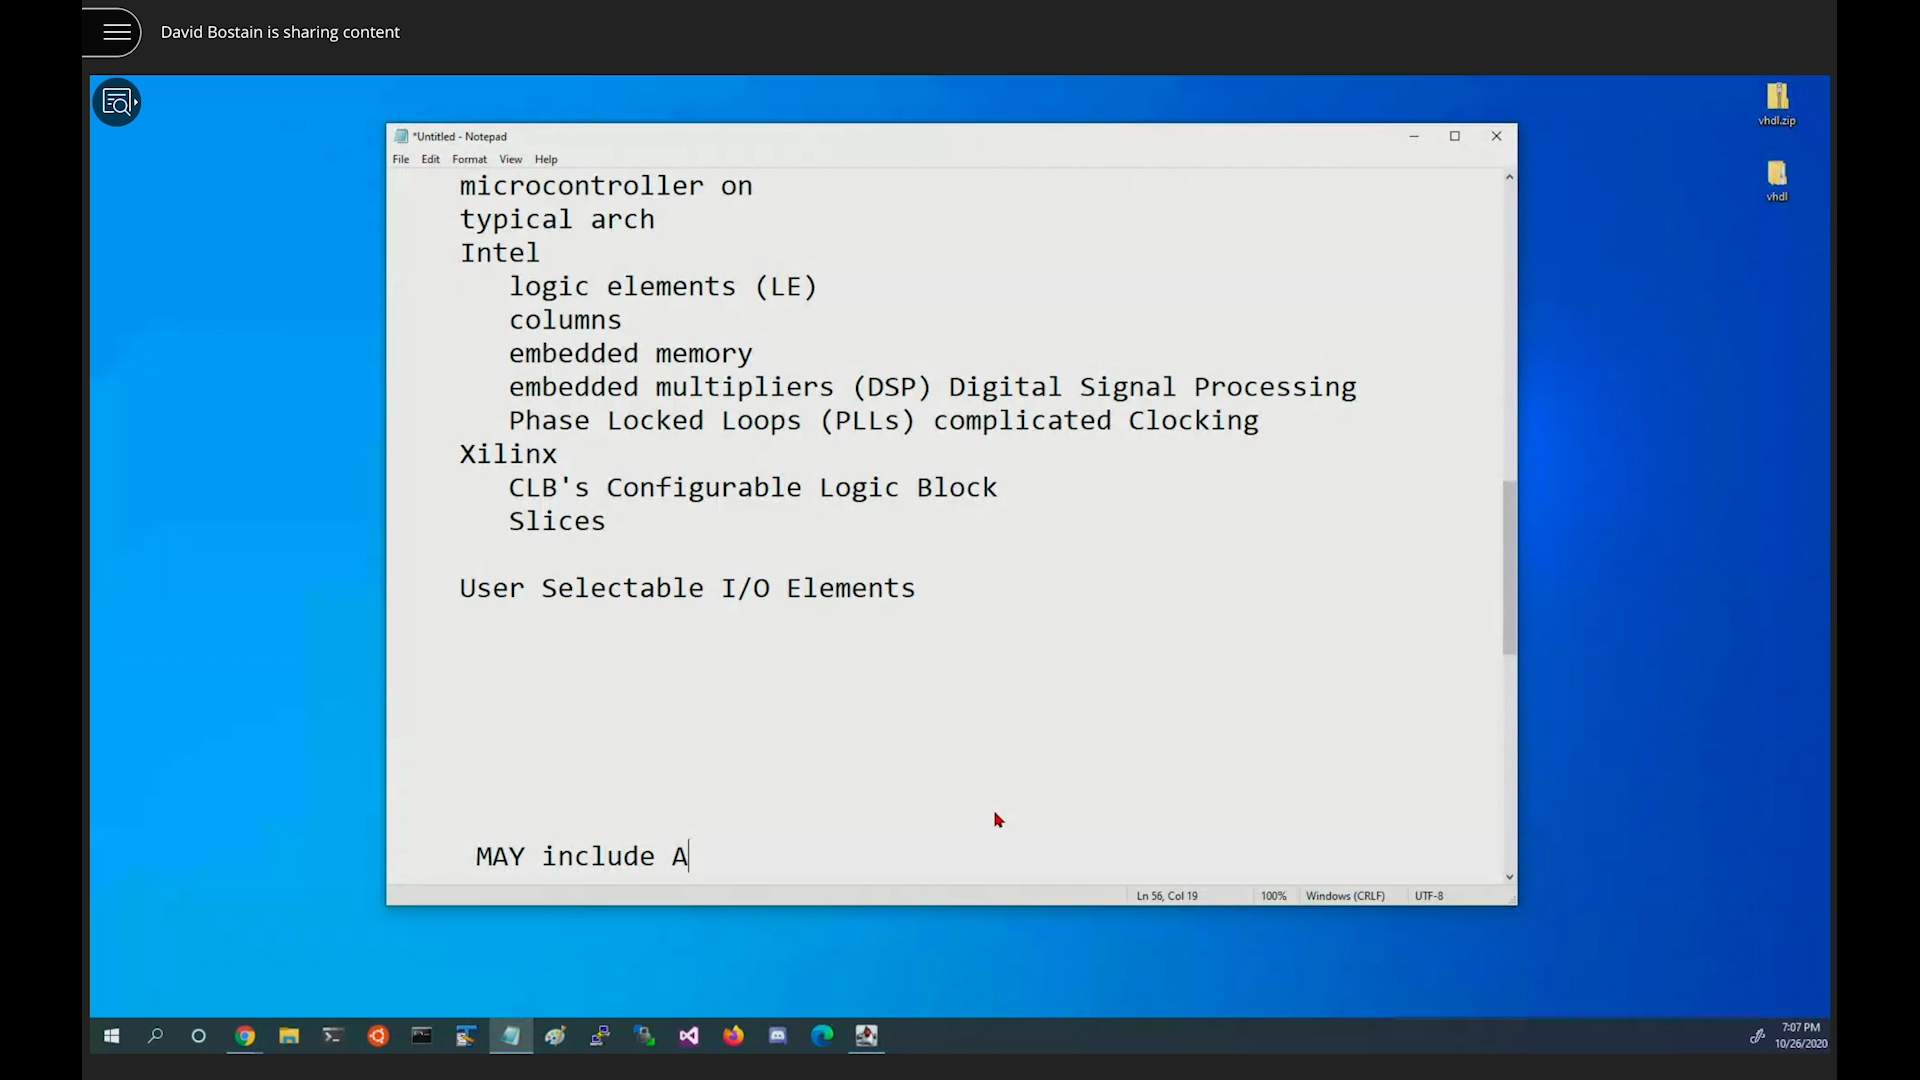 David Bostain is sharing content
vhdl.zip
vhdl
*Untitled - Notepad
File Edit Format View Help
microcontroller on
typical arch
Intel
logic elements (LE)
columns
embedded memory
embedded multipliers (DSP) Digital Signal Processing
Phase Locked Loops (PLLs) complicated Clocking
Xilinx
CLB's Configurable Logic Block
Slices
User Selectable I/O Elements
MAY include A
Ln 56, Col 19 100% Windows (CRLF) UTF-8
7:07 PM
10/26/2020